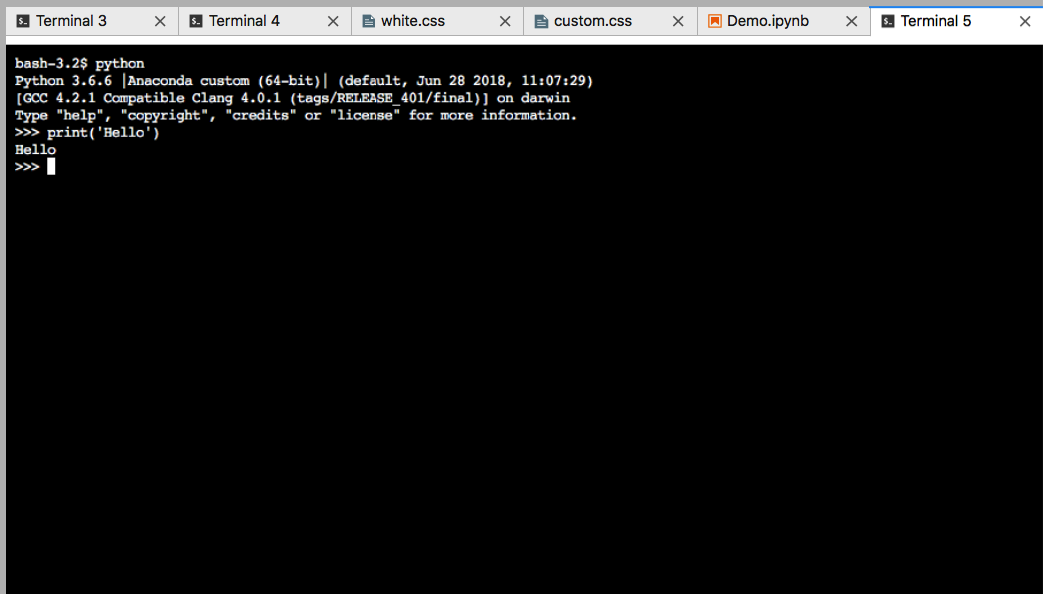 Terminal 3 Terminal 4 white.css custom.css Demo.ipynb Terminal 5
bash-3.2$ python
Python 3.6.6 |Anaconda custom (64-bit)| (default, Jun 28 2018, 11:07:29)
[GCC 4.2.1 Compatible Clang 4.0.1 (tags/RELEASE_401/final)] on darwin
Type "help", "copyright", "credits" or "license" for more information.
>>> print('Hello')
Hello
>>>